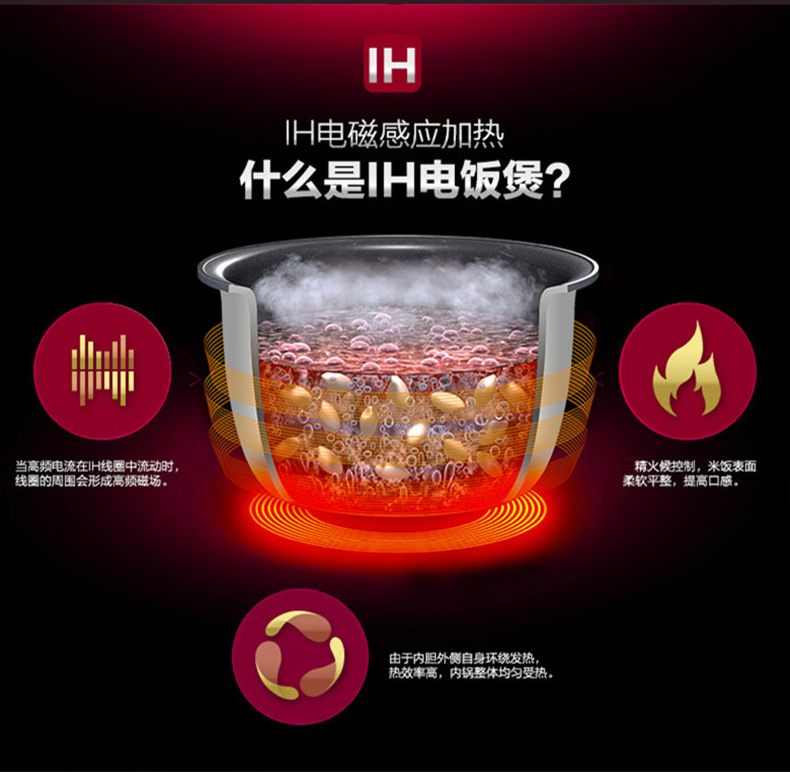 IH
IH电磁感应加热
什么是IH电饭煲?
当高频电流在IH线圈中流动时,
线圈的周围会形成高频磁场。
精火候控制，米饭表面
柔软平整，提高口感。
由于内胆外侧自身环绕发热,
热效率高，内锅整体均匀受热。